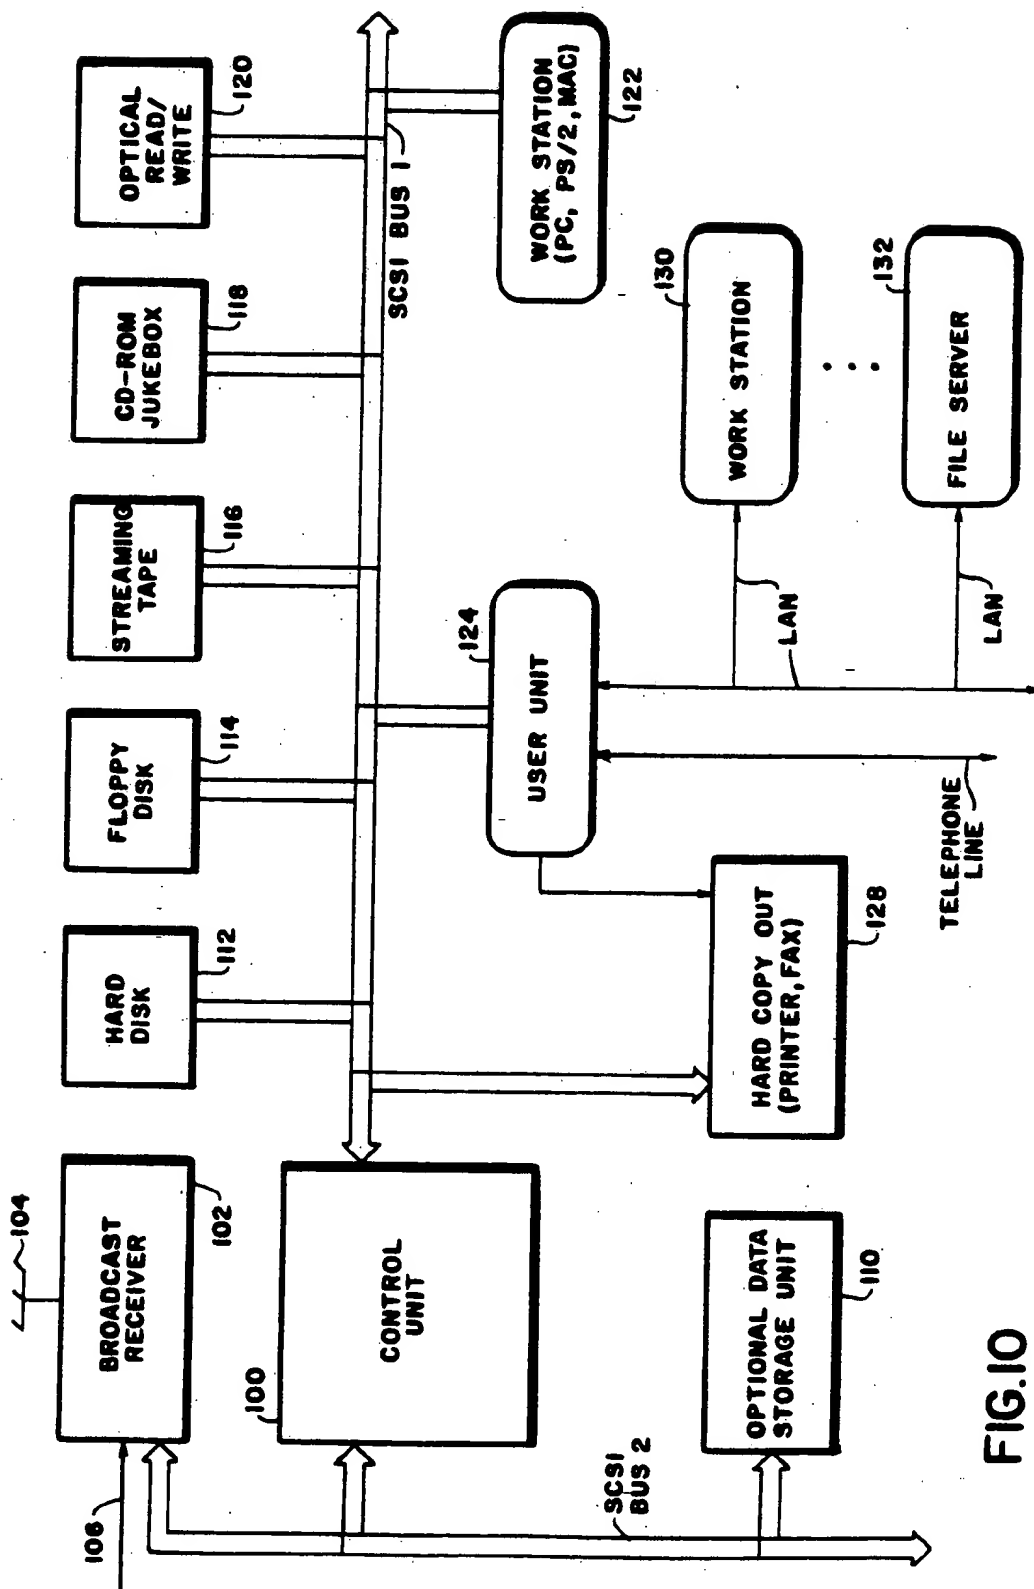 104
106
BROADCAST
RECEIVER
102
HARD
DISK
112
FLOPPY
DISK
114
STREAMING
TAPE
116
CD-ROM
JUKEBOX
118
OPTICAL
READ/
WRITE
120
100
CONTROL
UNIT
SCSI BUS 1
SCSI
BUS 2
OPTIONAL DATA
STORAGE UNIT
110
HARD COPY OUT
(PRINTER, FAX)
128
USER UNIT
124
WORK STATION
(PC, PS/2, MAC)
122
TELEPHONE
LINE
LAN
LAN
WORK STATION
130
FILE SERVER
132
FIG.10